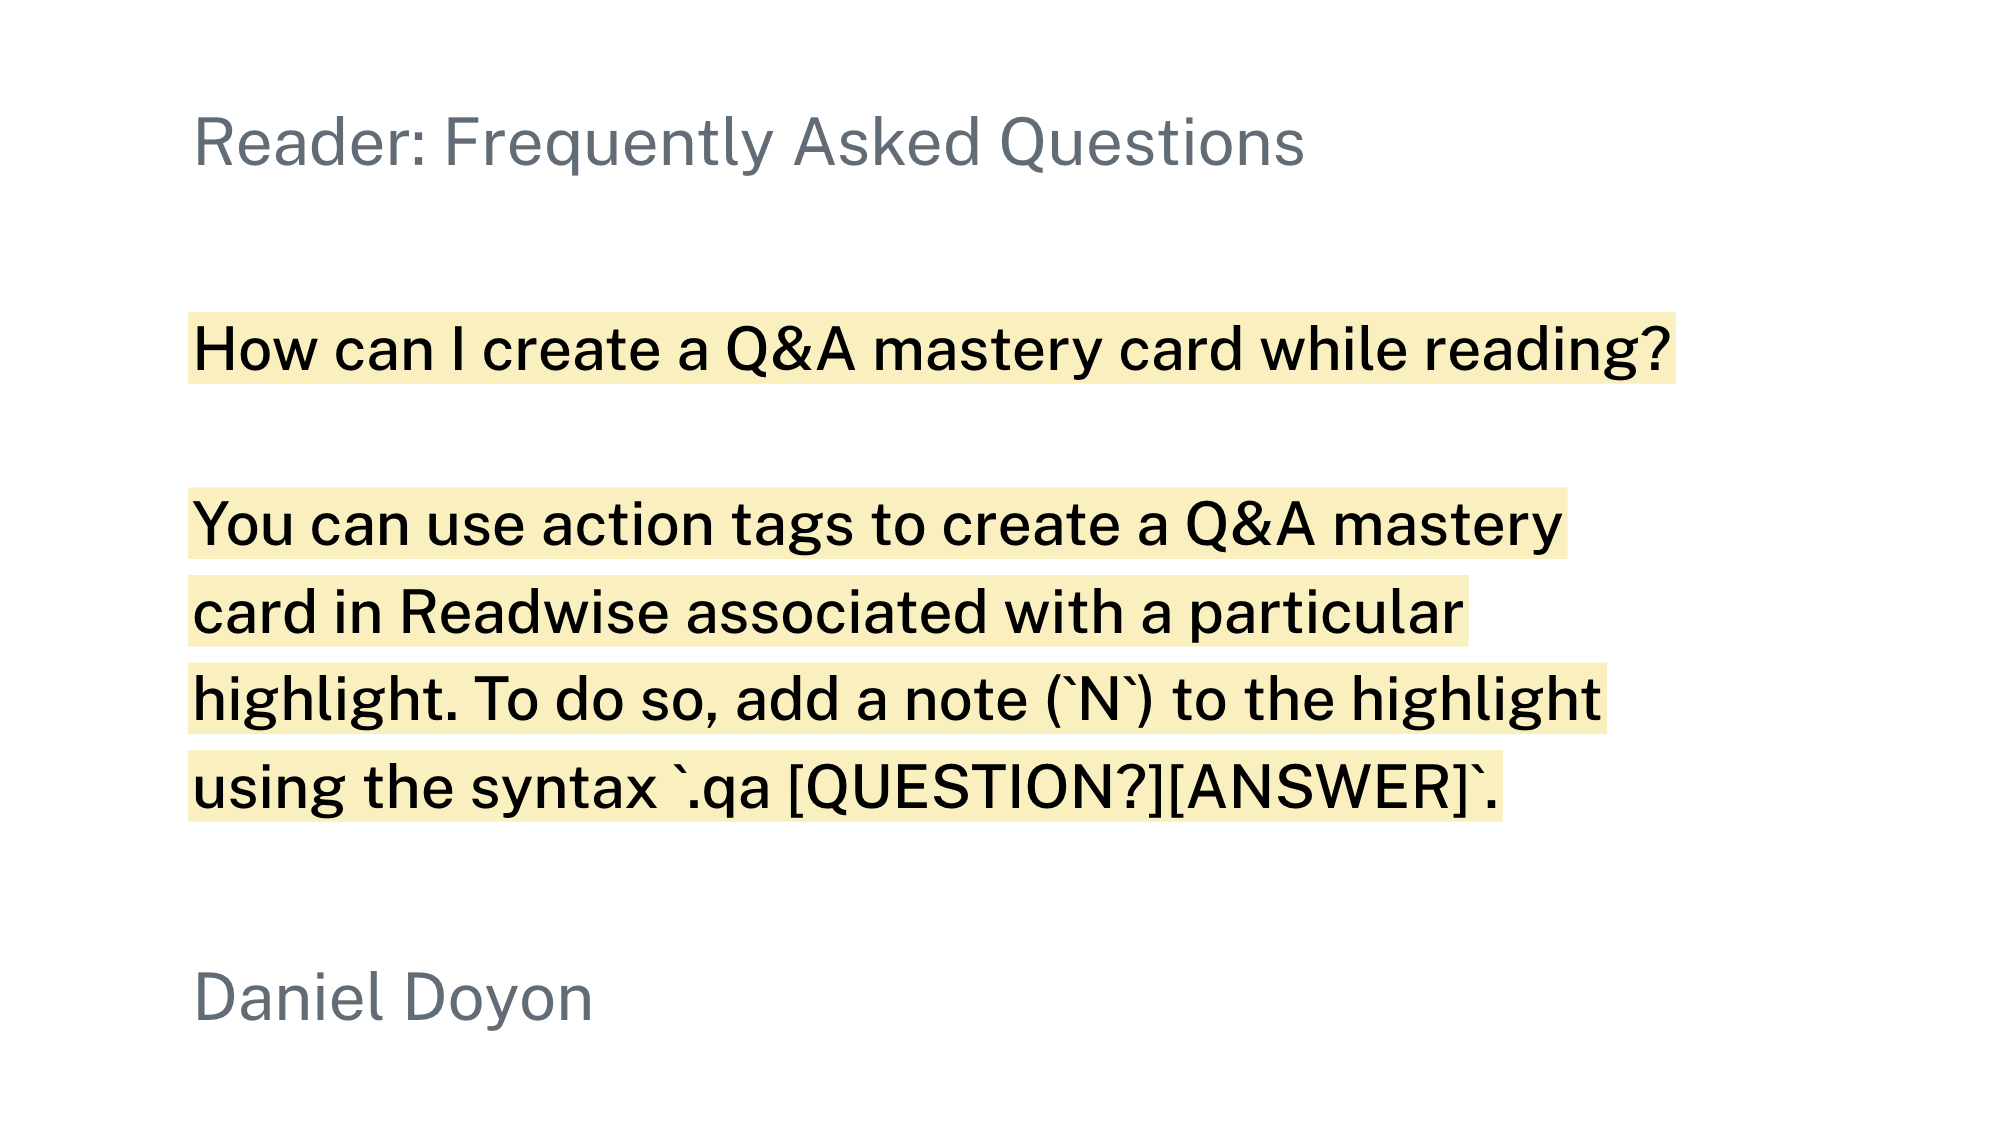 Reader: Frequently Asked Questions
How can I create a Q&A mastery card while reading?
You can use action tags to create a Q&A mastery
card in Readwise associated with a particular
highlight. To do so, add a note (`N`) to the highlight
using the syntax `.qa [QUESTION?][ANSWER]`.
Daniel Doyon